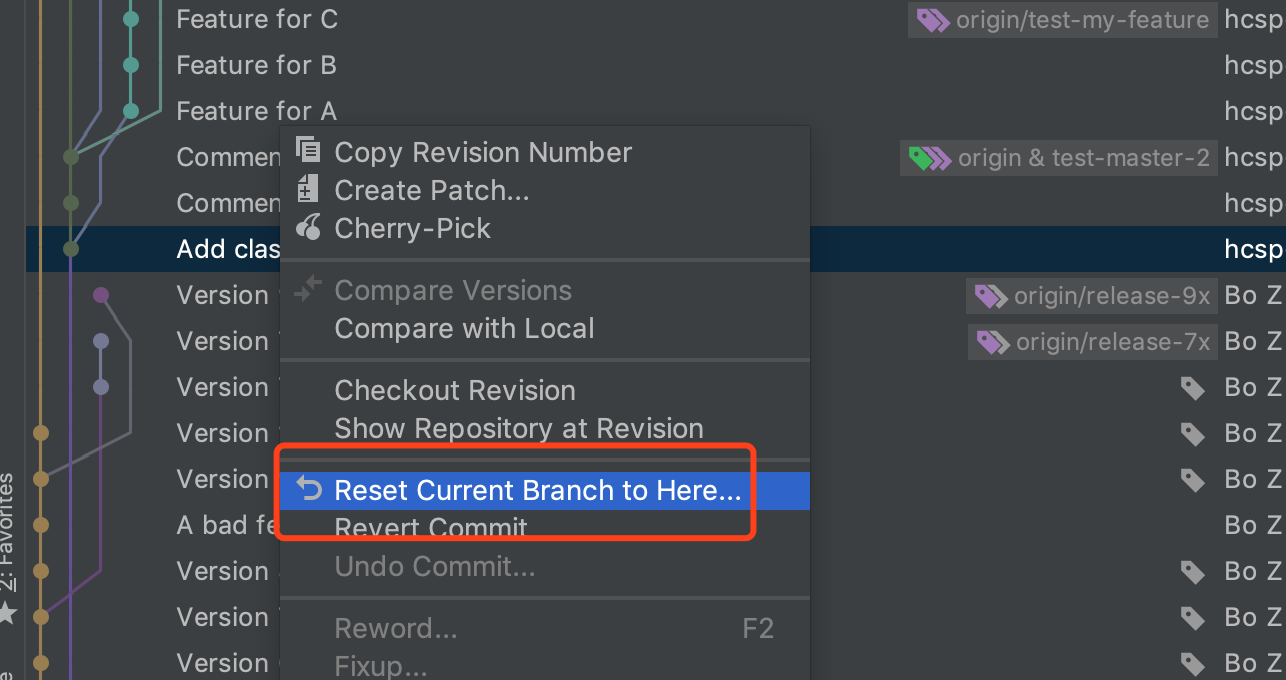 Feature for C origin/test-my-feature hcsp
Feature for B hcsp
Feature for A hcsp
Copy Revision Number
Commen origin & test-master-2 hcsp
Create Patch...
Commen hcsp
Cherry-Pick
Add clas hcsp
Compare Versions
Version origin/release-9x Bo Z
Compare with Local
Version origin/release-7x Bo Z
Checkout Revision
Version Bo Z
Show Repository at Revision
Version Bo Z
Reset Current Branch to Here...
Version Bo Z
Revert Commit
A bad fe Bo Z
Undo Commit...
Version Bo Z
Reword... F2
Version Bo Z
Fixup...
Version Bo Z
2: Favorites